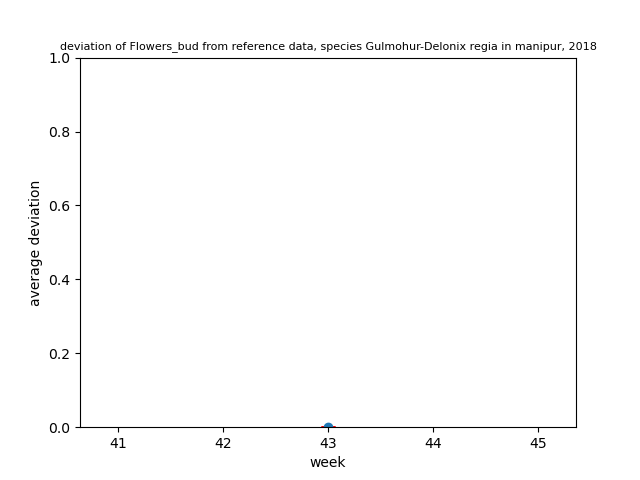 deviation of Flowers_bud from reference data, species Gulmohur-Delonix regia in manipur, 2018
1.0
0.8
0.6
0.4
0.2
0.0
average deviation
41 42 43 44 45
week